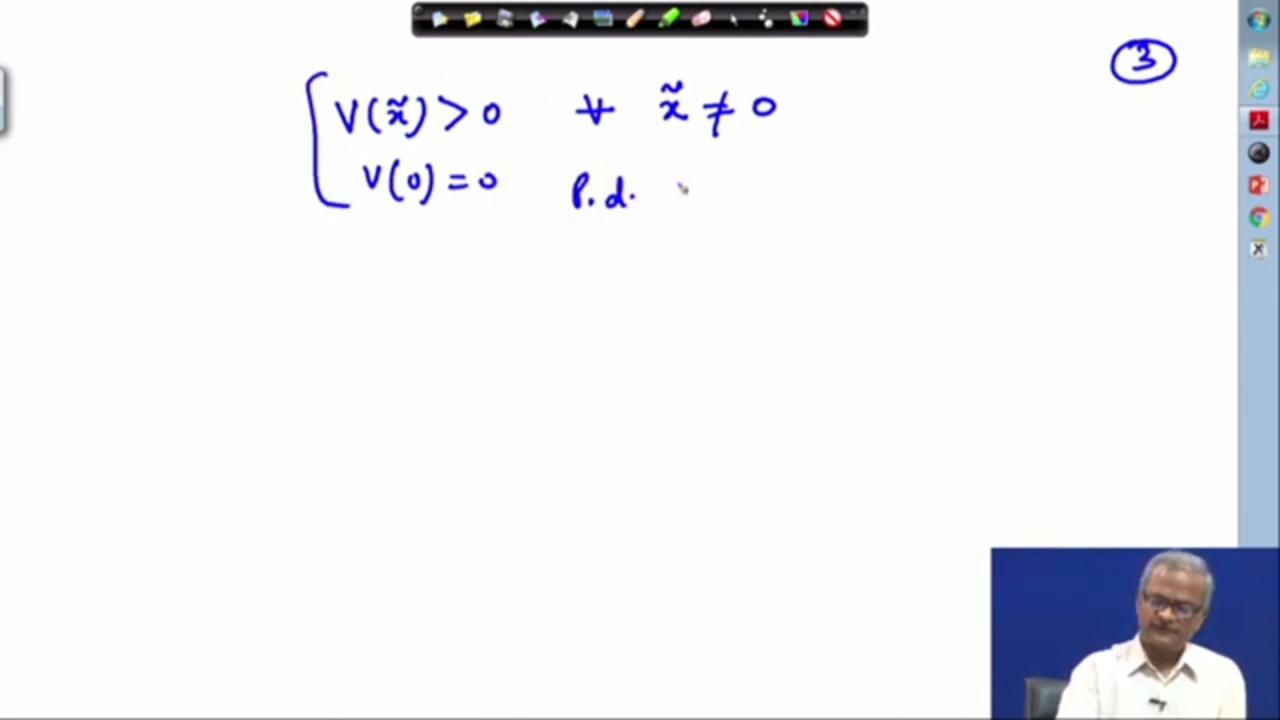 3
V(x̃) > 0 ∀ x̃ ≠ 0
V(0) = 0 P.d.